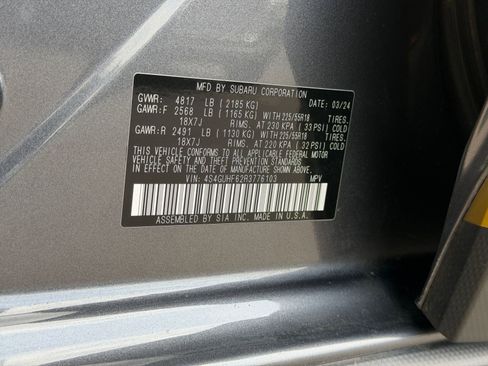 MFD BY SUBARU CORPORATION
GVWR: 4817 LB (2185 KG) DATE: 03/24
GAWR:F 2568 LB (1165 KG) WITH 225/55R18 TIRES.
18X7J RIMS. AT 230 KPA (33 PSI) COLD
GAWR:R 2491 LB (1130 KG) WITH 225/55R18 TIRES.
18X7J RIMS. AT 220 KPA (32 PSI) COLD
THIS VEHICLE CONFORMS TO ALL APPLICABLE FEDERAL MOTOR
VEHICLE SAFETY AND THEFT PREVENTION STANDARDS
IN EFFECT ON THE DATE OF MANUFACTURE SHOWN ABOVE.
VIN: 4S4GUHF62R3776103 MPV
ASSEMBLED BY SIA INC. MADE IN U.S.A.